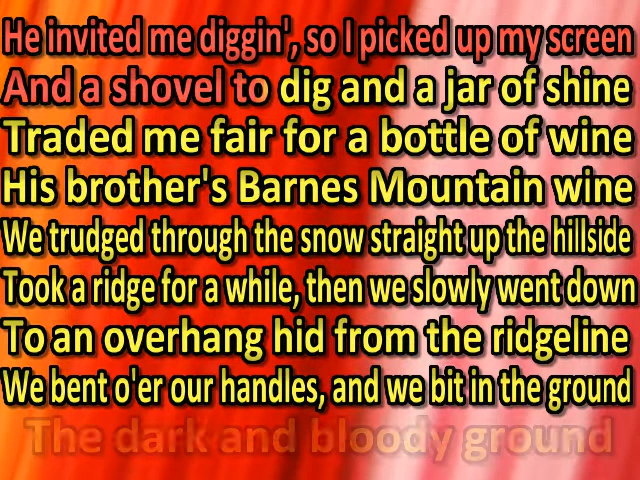 He invited me diggin', so I picked up my screen
And a shovel to dig and a jar of shine
Traded me fair for a bottle of wine
His brother's Barnes Mountain wine
We trudged through the snow straight up the hillside
Took a ridge for a while, then we slowly went down
To an overhang hid from the ridgeline
We bent o'er our handles, and we bit in the ground
The dark and bloody ground